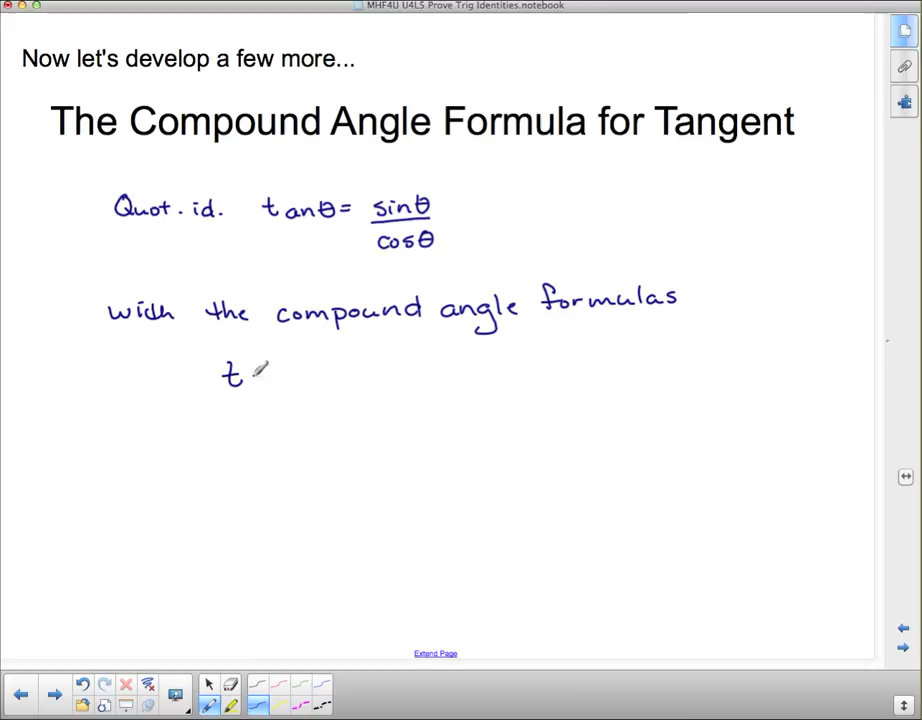 MHF4U U4L5 Prove Trig Identities.notebook
Now let's develop a few more...
The Compound Angle Formula for Tangent
Quot. id. tanθ = sinθ
cosθ
with the compound angle formulas
t
Extend Page